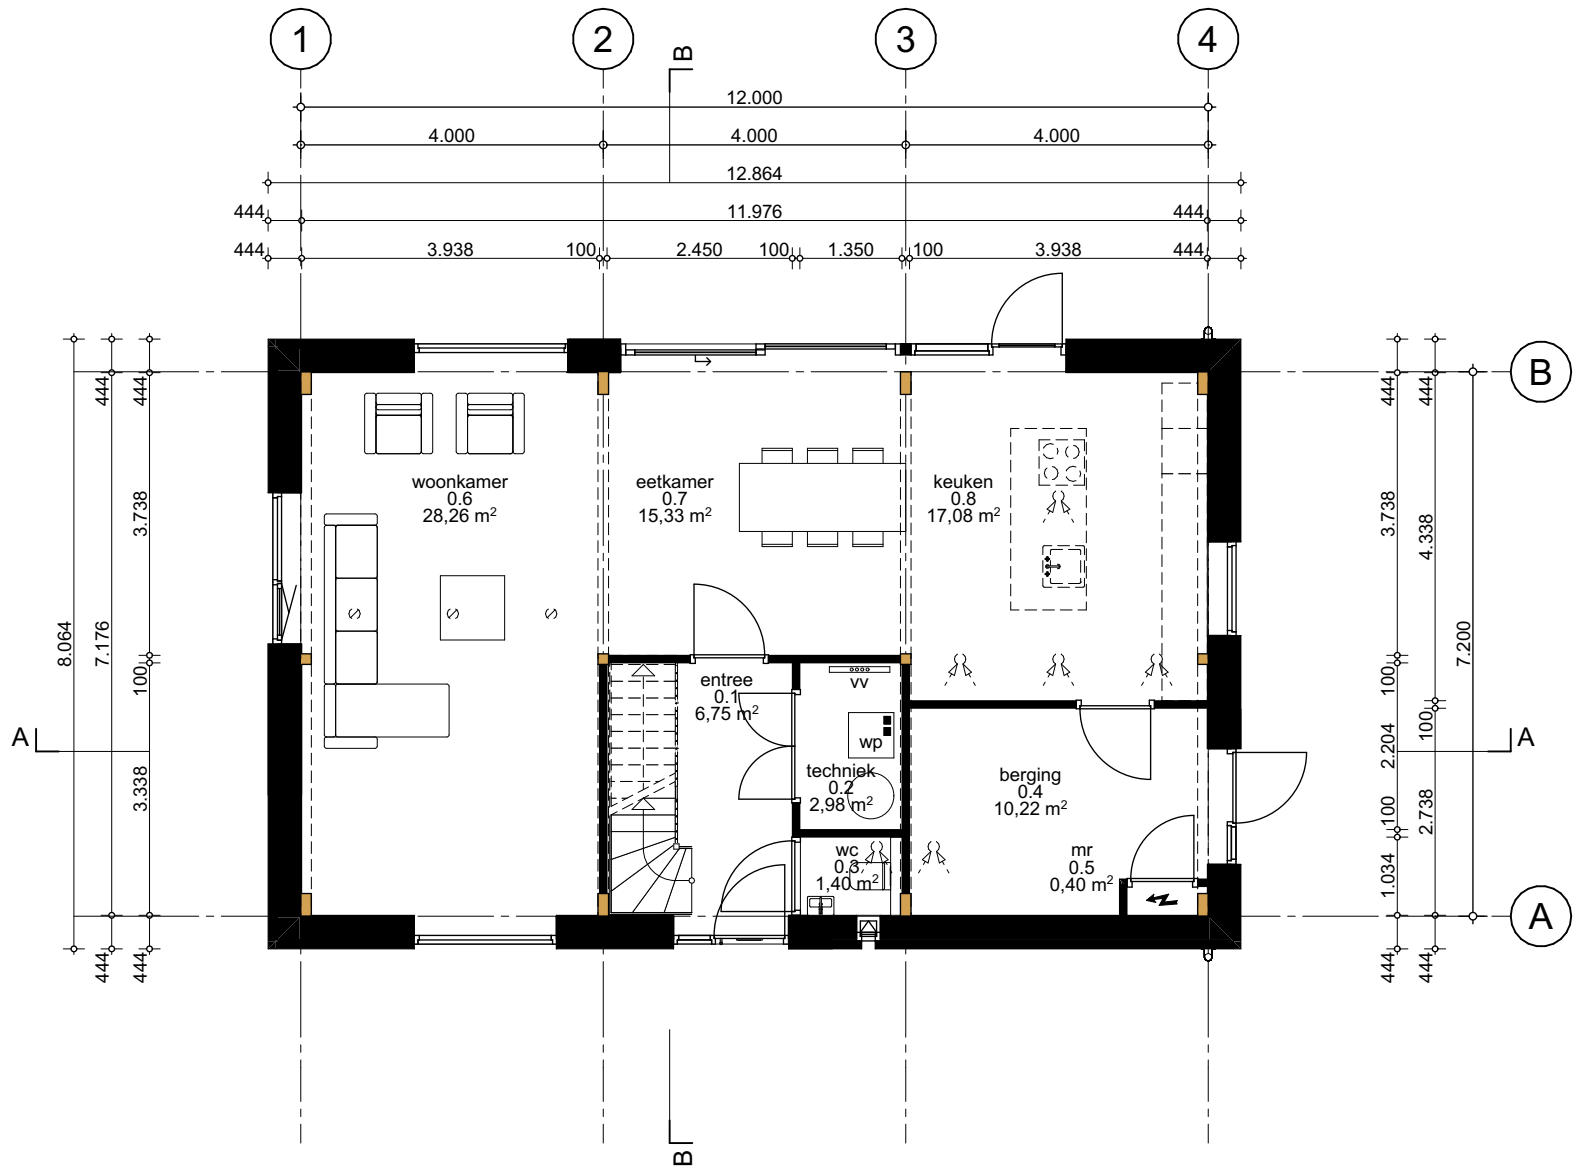 1
2
3
4
B
12.000
4.000
4.000
4.000
12.864
444
11.976
444
444
3.938
100
2.450
100
1.350
100
3.938
444
B
A
8.064
444
7.176
444
444
3.738
100
3.338
444
woonkamer
0.6
28,26 m²
eetkamer
0.7
15,33 m²
keuken
0.8
17,08 m²
entree
0.1
6,75 m²
vv
wp
techniek
0.2
2,98 m²
wc
0.3
1,40 m²
berging
0.4
10,22 m²
mr
0.5
0,40 m²
444
3.738
100
2.204
100
1.034
444
444
4.338
100
2.738
444
7.200
A
A
B